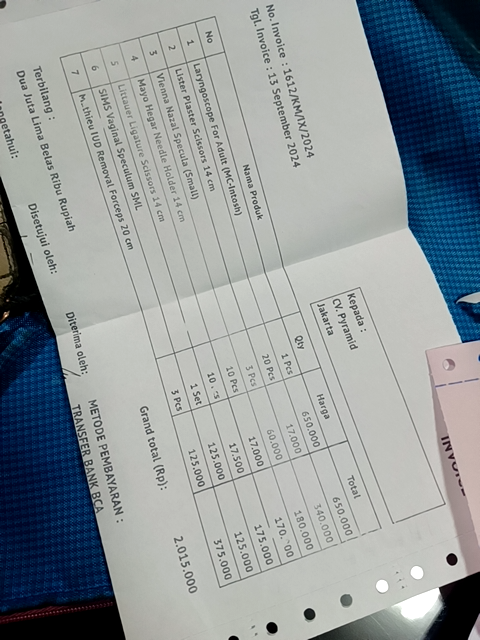 No. Invoice : 1612/KM/IX/2024
Tgl. Invoice : 13 September 2024
Kepada :
CV. Pyramid
Jakarta
No Nama Produk Qty Harga Total
1 Laryngoscope For Adult (MC-Intosh) 1 Pcs 650.000 650.000
2 Lister Plaster Scissors 14 cm 20 Pcs 17.000 340.000
3 Vienna Nazal Specula (Small) 3 Pcs 60.000 180.000
4 Mayo Hegar Needle Holder 14 cm 10 Pcs 17.000 170.000
5 Littauer Ligature Scissors 14 cm 10 Pcs 17.500 175.000
6 SIMS Vaginal Speculum SML 1 Set 125.000 125.000
7 Mathieu IUD Removal Forceps 20 cm 3 Pcs 125.000 375.000
Grand total (Rp): 2.015.000
Terbilang :
Dua Juta Lima Belas Ribu Rupiah
Disetujui oleh: Diterima oleh:
METODE PEMBAYARAN :
TRANSFER BANK BCA